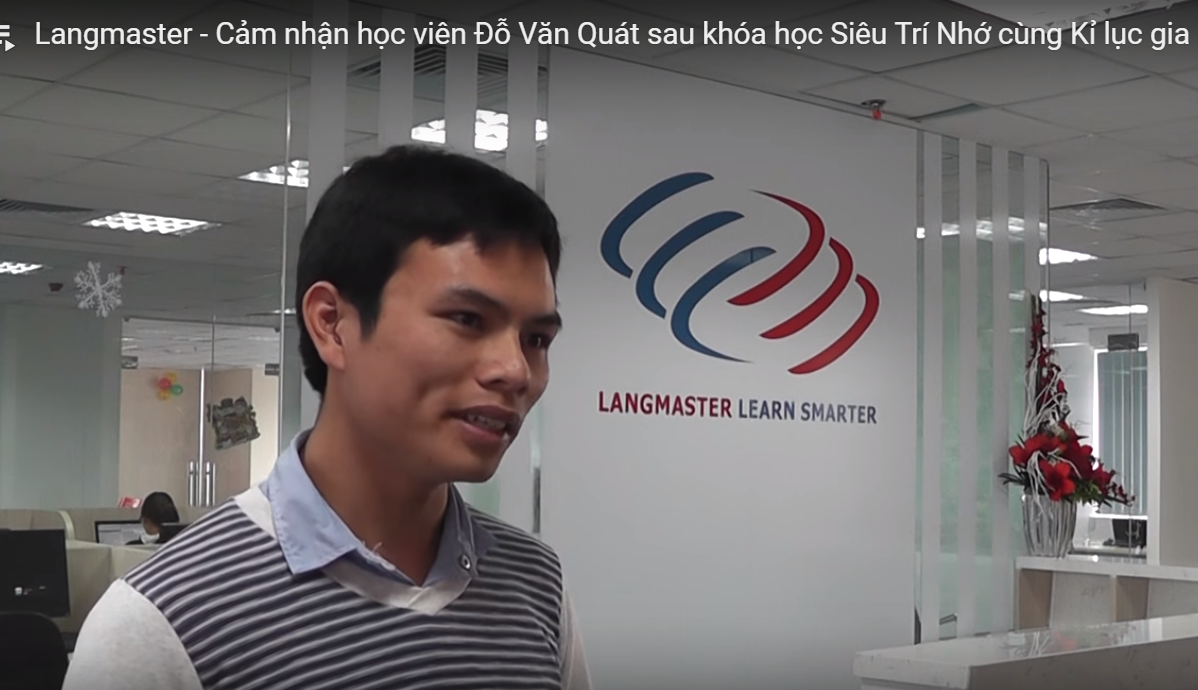 Langmaster - Cảm nhận học viên Đỗ Văn Quát sau khóa học Siêu Trí Nhớ cùng Kỉ lục gia
LANGMASTER LEARN SMARTER